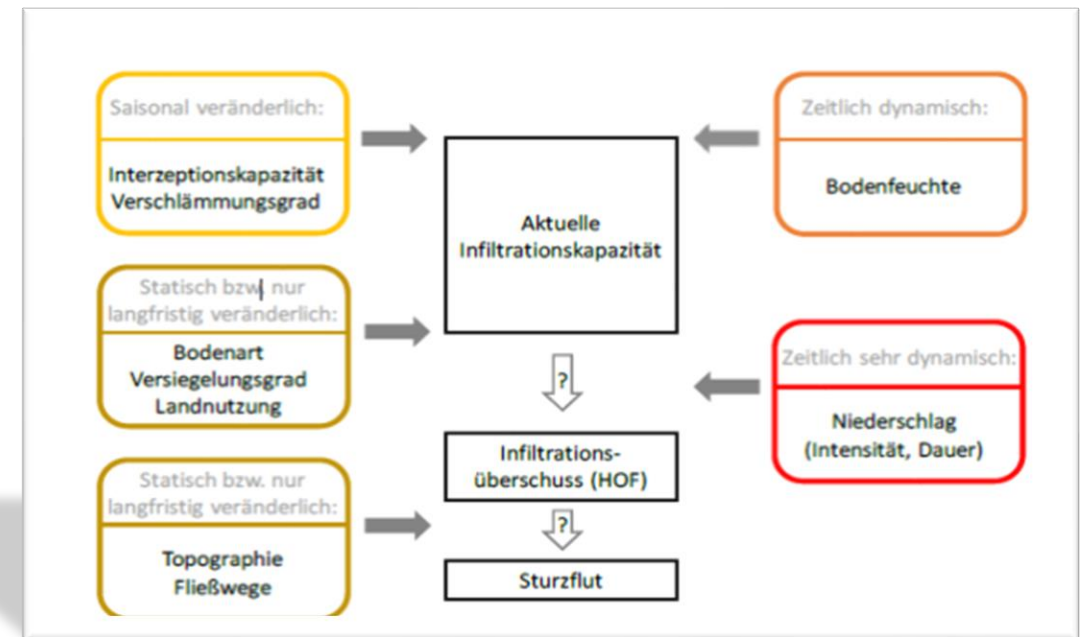 Saisonal veränderlich:
Interzeptionskapazität
Verschlämmungsgrad
Statisch bzw. nur
langfristig veränderlich:
Bodenart
Versiegelungsgrad
Landnutzung
Statisch bzw. nur
langfristig veränderlich:
Topographie
Fließwege
Aktuelle
Infiltrationskapazität
?
Infiltrations-
überschuss (HOF)
?
Sturzflut
Zeitlich dynamisch:
Bodenfeuchte
Zeitlich sehr dynamisch:
Niederschlag
(Intensität, Dauer)